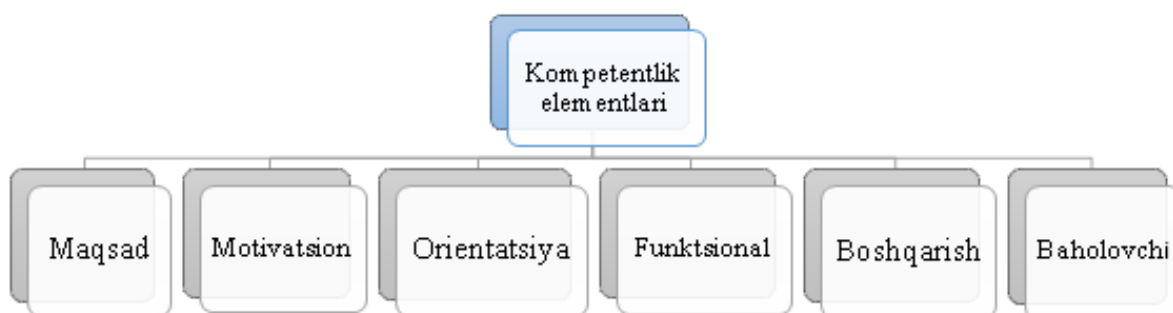 Kompetentlik
elementlari
Maqsad
Motivatsion
Orientatsiya
Funktsional
Boshqarish
Baholovchi